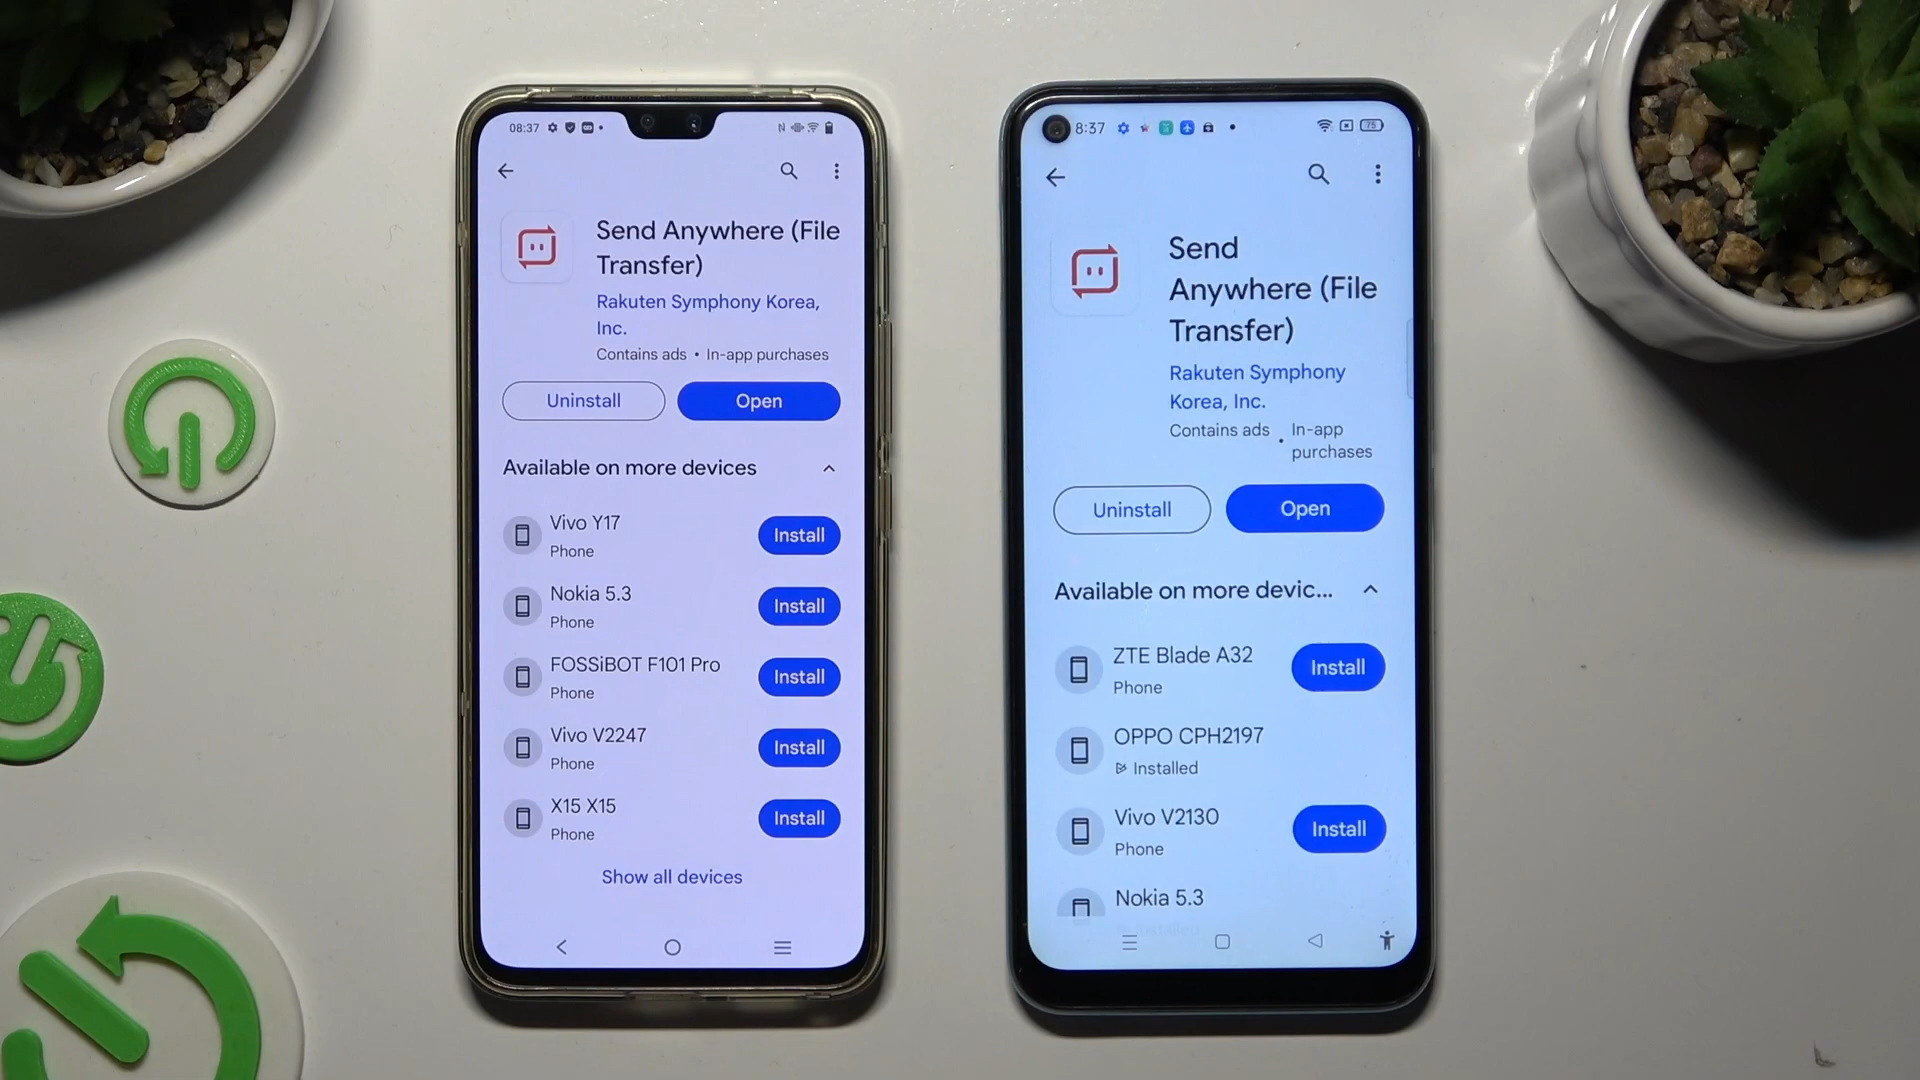 08:37
Send Anywhere (File
Transfer)
Rakuten Symphony Korea,
Inc.
Contains ads • In-app purchases
Uninstall
Open
Available on more devices
Vivo Y17
Phone
Install
Nokia 5.3
Phone
Install
FOSSiBOT F101 Pro
Phone
Install
Vivo V2247
Phone
Install
X15 X15
Phone
Install
Show all devices
8:37
75
Send
Anywhere (File
Transfer)
Rakuten Symphony
Korea, Inc.
Contains ads • In-app
purchases
Uninstall
Open
Available on more devic...
ZTE Blade A32
Phone
Install
OPPO CPH2197
Installed
Vivo V2130
Phone
Install
Nokia 5.3
Installed